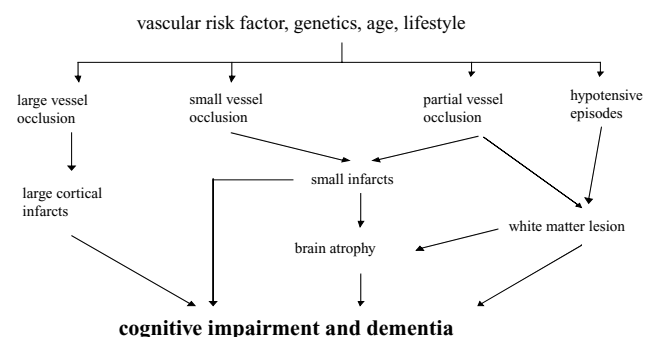 vascular risk factor, genetics, age, lifestyle
large vessel
occlusion
small vessel
occlusion
partial vessel
occlusion
hypotensive
episodes
large cortical
infarcts
small infarcts
white matter lesion
brain atrophy
cognitive impairment and dementia